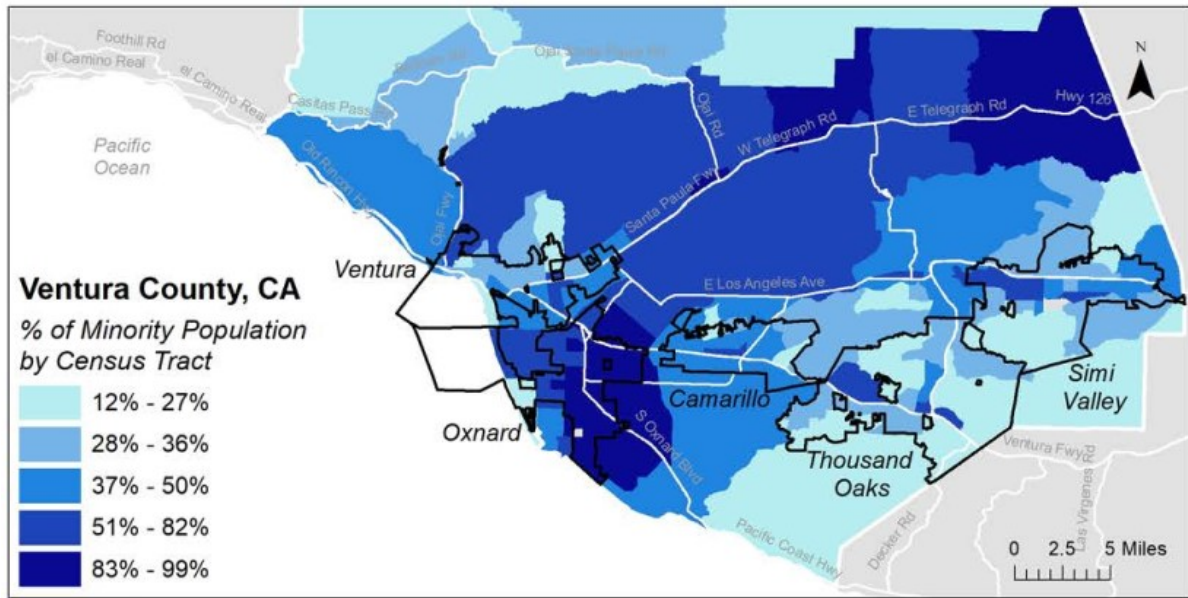 Foothill Rd
el Camino Real
el Camino Real
Casitas Pass
Ojai Santa Paula Rd
N
Pacific
Ocean
Old Rincon Hwy
Ojai Fwy
Ojai Rd
W Telegraph Rd
E Telegraph Rd
Hwy 126
Santa Paula Fwy
Ventura
E Los Angeles Ave
Ventura County, CA
% of Minority Population
by Census Tract
12% - 27%
28% - 36%
37% - 50%
51% - 82%
83% - 99%
Oxnard
S Oxnard Blvd
Camarillo
Thousand
Oaks
Simi
Valley
Ventura Fwy
Pacific Coast Hwy
Decker Rd
Las Virgenes Rd
0 2.5 5 Miles